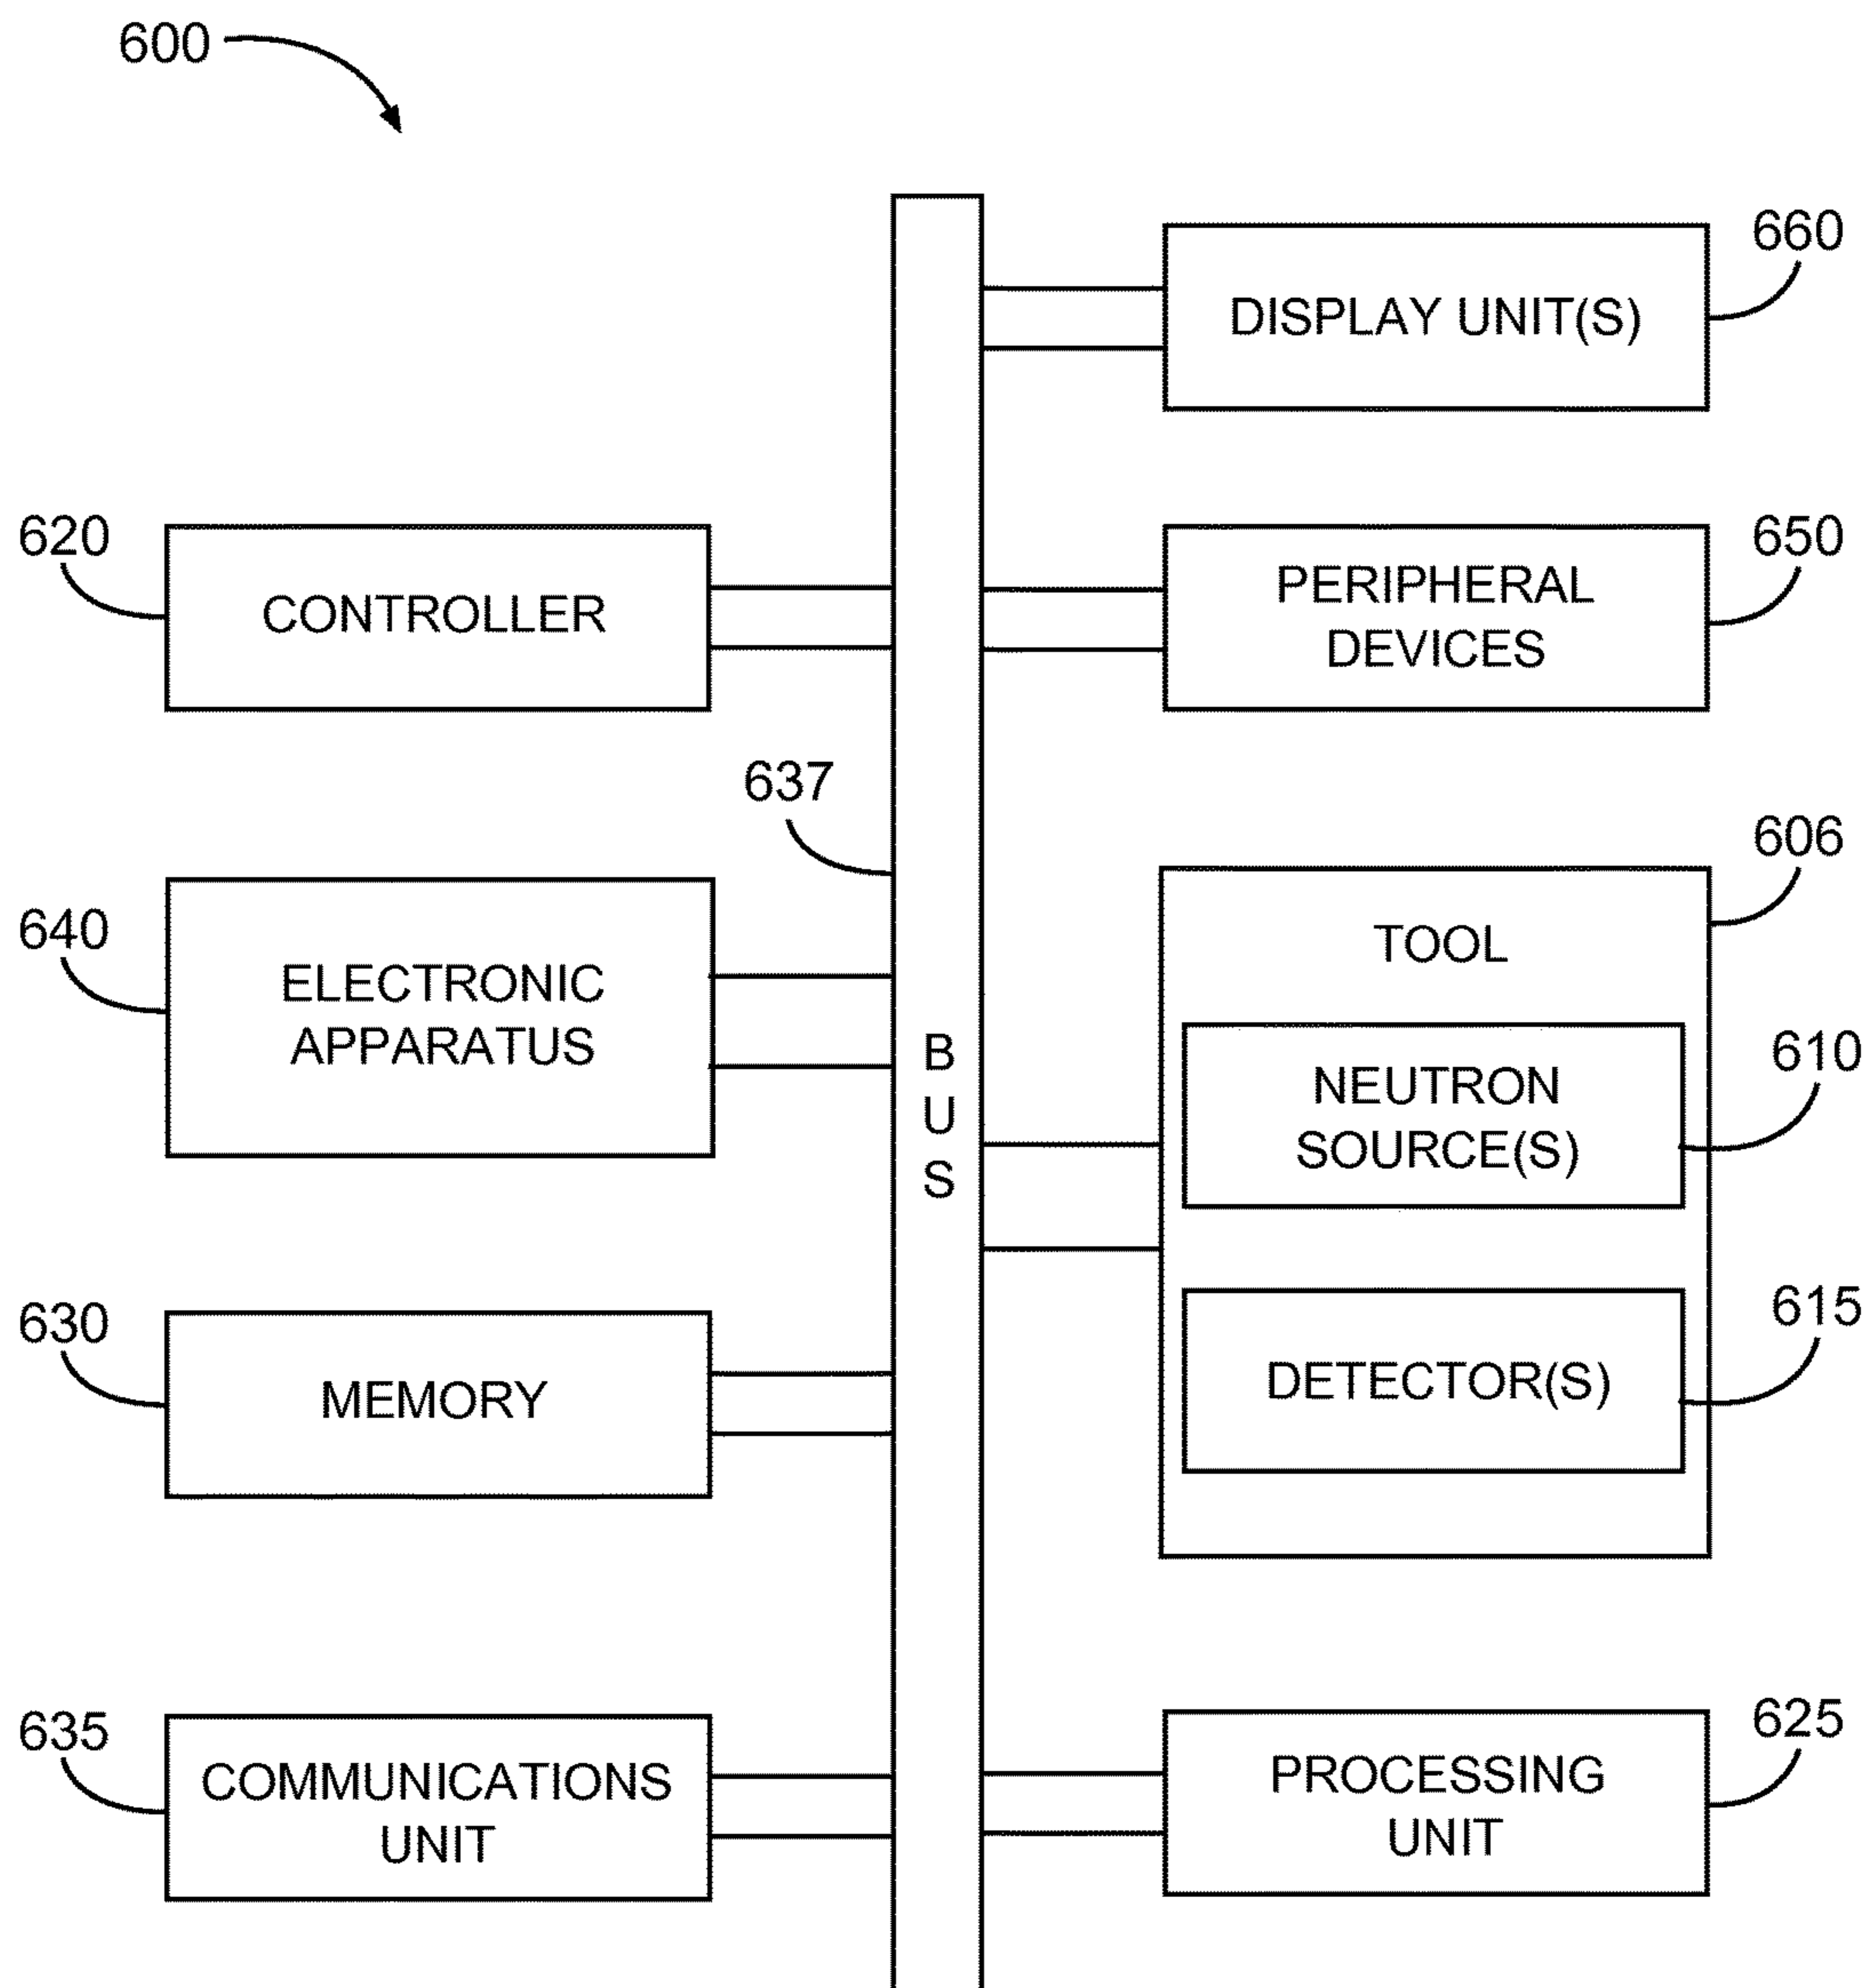 600
660
DISPLAY UNIT(S)
620
CONTROLLER
650
PERIPHERAL
DEVICES
637
640
ELECTRONIC
APPARATUS
B
U
S
606
TOOL
610
NEUTRON
SOURCE(S)
615
DETECTOR(S)
630
MEMORY
635
COMMUNICATIONS
UNIT
625
PROCESSING
UNIT